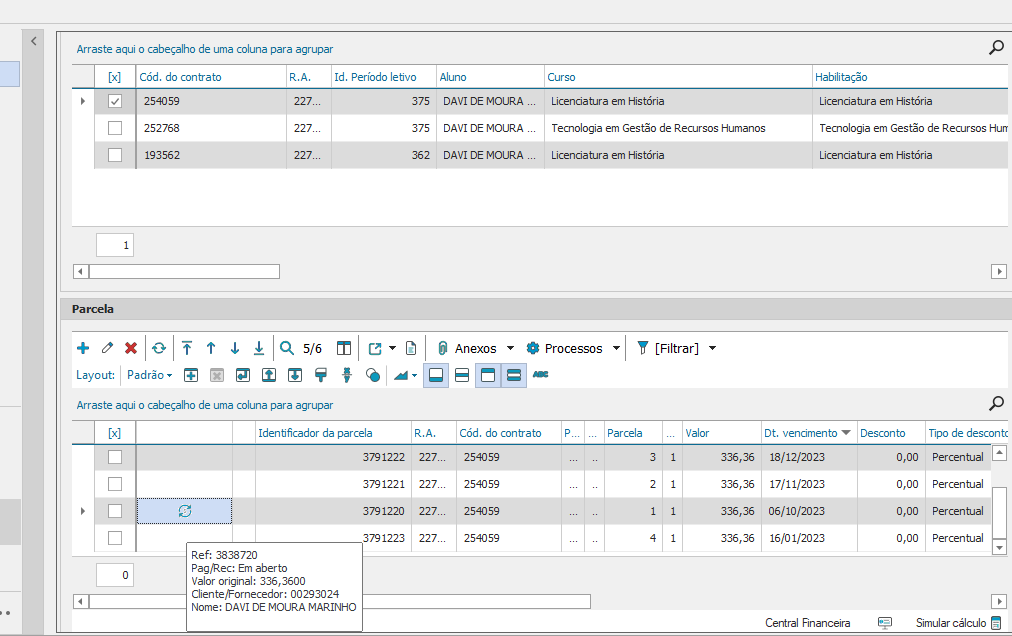 Arraste aqui o cabeçalho de uma coluna para agrupar
[x] Cód. do contrato R.A. Id. Período letivo Aluno Curso Habilitação
254059 227... 375 DAVI DE MOURA ... Licenciatura em História Licenciatura em História
252768 227... 375 DAVI DE MOURA ... Tecnologia em Gestão de Recursos Humanos Tecnologia em Gestão de Recursos Hum
193562 227... 362 DAVI DE MOURA ... Licenciatura em História Licenciatura em História
1
Parcela
5/6 Anexos Processos [Filtrar]
Layout: Padrão ABC
Arraste aqui o cabeçalho de uma coluna para agrupar
[x] Identificador da parcela R.A. Cód. do contrato P... ... Parcela ... Valor Dt. vencimento Desconto Tipo de desconto
3791222 227... 254059 ... .. 3 1 336,36 18/12/2023 0,00 Percentual
3791221 227... 254059 ... .. 2 1 336,36 17/11/2023 0,00 Percentual
3791220 227... 254059 ... .. 1 1 336,36 06/10/2023 0,00 Percentual
3791223 227... 254059 ... .. 4 1 336,36 16/01/2023 0,00 Percentual
Ref: 3838720
Pag/Rec: Em aberto
Valor original: 336,3600
Cliente/Fornecedor: 00293024
Nome: DAVI DE MOURA MARINHO
0
Central Financeira Simular cálculo